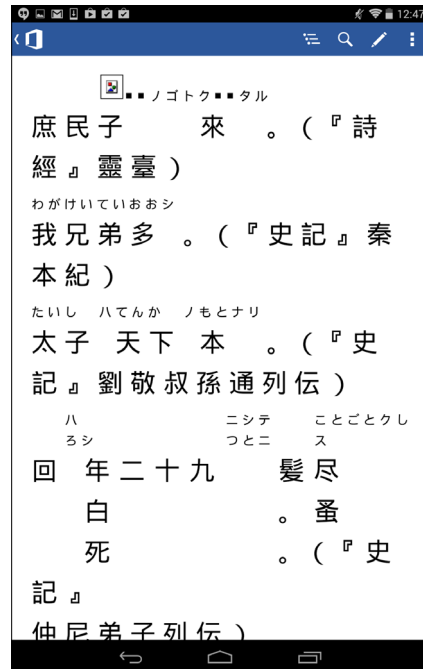 12:47
■■ノゴトク■■タル
庶民子 來 。(『詩
經』靈臺)
わがけいていおおシ
我兄弟多 。(『史記』秦
本紀)
たいし ハてんか ノもとナリ
太子 天下 本 。(『史
記』劉敬叔孫通列伝)
ハ ニシテ ことごとクし
ろシ つとニ ス
回 年二十九 髪尽
白 。蚤
死 。(『史
記』
仲尼弟子列伝)